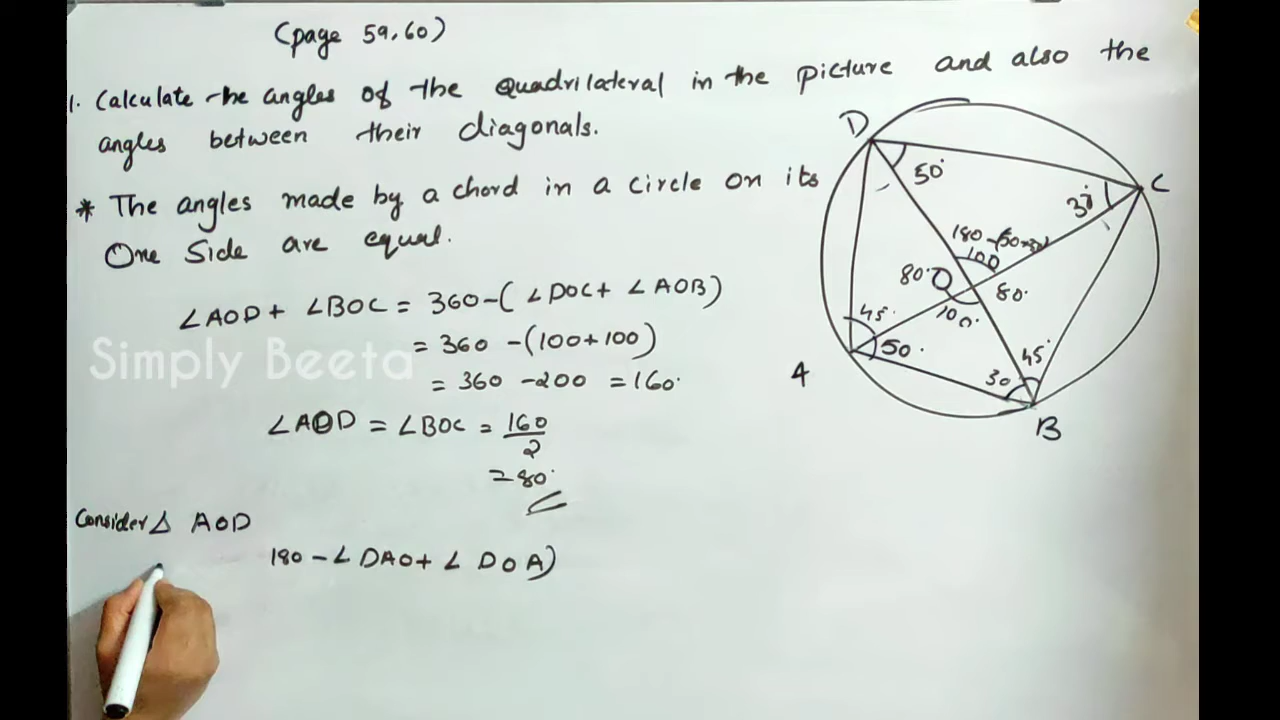 (page 59,60)
1. Calculate the angles of the Quadrilateral in the picture and also the
angles between their diagonals.
* The angles made by a chord in a circle on its
One Side are equal.
∠AOD + ∠BOC = 360-(∠DOC + ∠AOB)
= 360 - (100+100)
= 360 - 200 = 160°
∠AOD = ∠BOC = 160/2
= 80°
Consider △ AOD
180 - ∠ DAO + ∠ DOA)
Simply Beeta
D
50°
C
30°
100
80°
O
80°
100°
45°
50°
A
45°
30
B